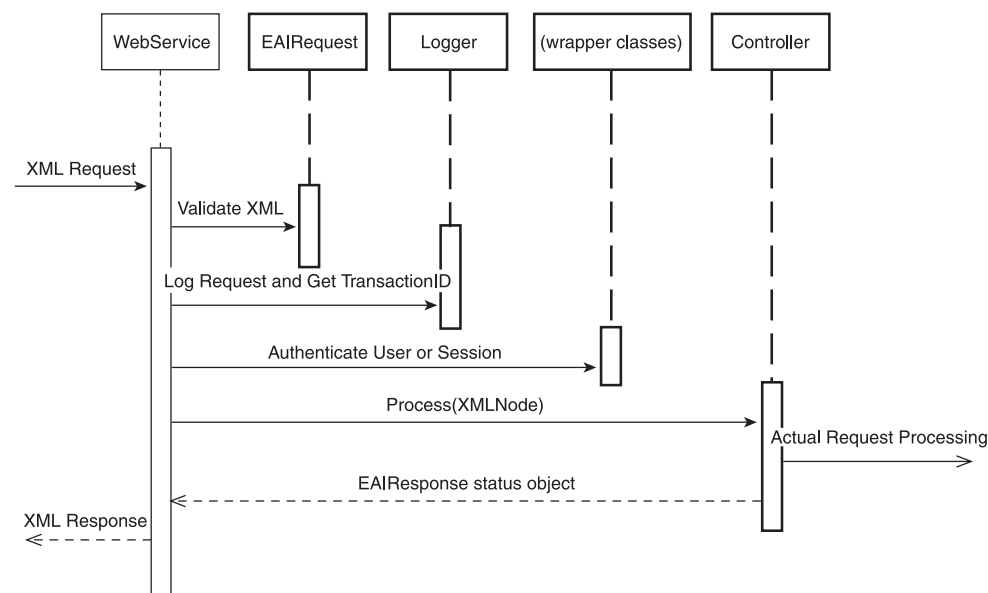 WebService
EAIRequest
Logger
(wrapper classes)
Controller
XML Request
Validate XML
Log Request and Get TransactionID
Authenticate User or Session
Process(XMLNode)
Actual Request Processing
EAIResponse status object
XML Response